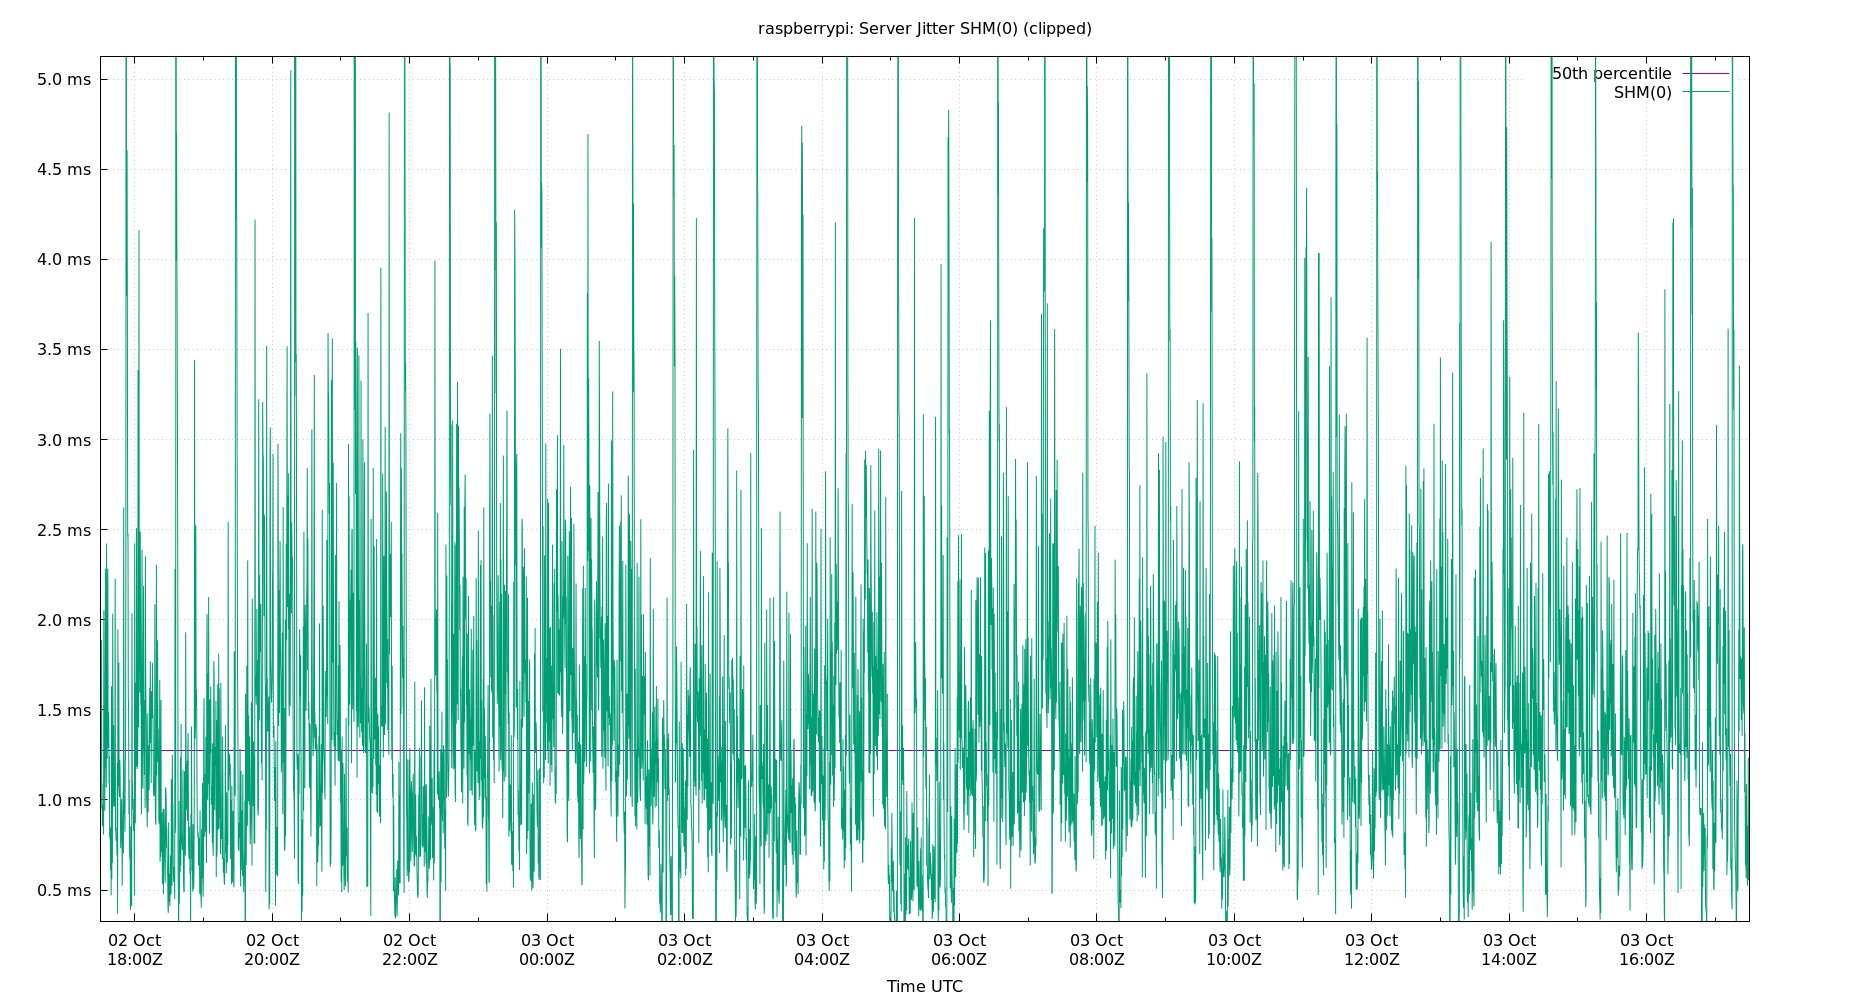 raspberrypi: Server Jitter SHM(0) (clipped)
50th percentile
SHM(0)
5.0 ms
4.5 ms
4.0 ms
3.5 ms
3.0 ms
2.5 ms
2.0 ms
1.5 ms
1.0 ms
0.5 ms
02 Oct 02 Oct 02 Oct 03 Oct 03 Oct 03 Oct 03 Oct 03 Oct 03 Oct 03 Oct 03 Oct 03 Oct
18:00Z 20:00Z 22:00Z 00:00Z 02:00Z 04:00Z 06:00Z 08:00Z 10:00Z 12:00Z 14:00Z 16:00Z
Time UTC